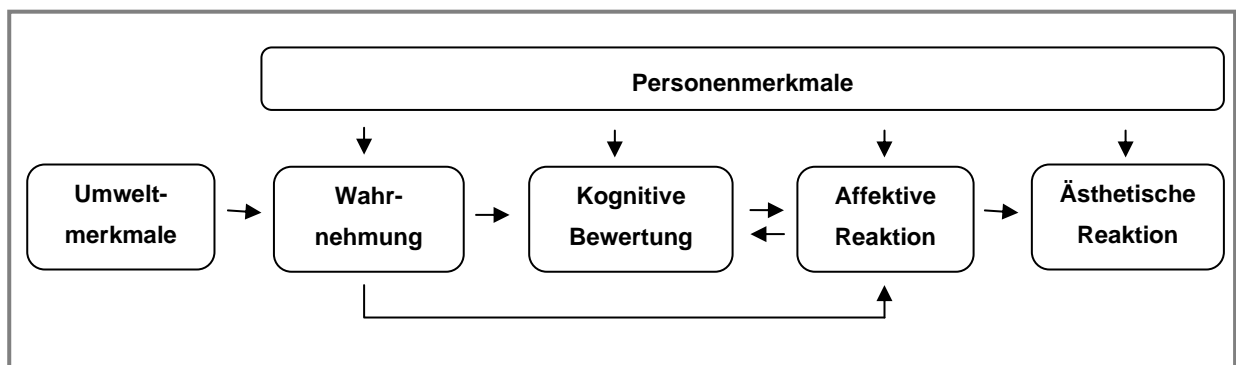 Personenmerkmale
Umwelt-
merkmale
Wahr-
nehmung
Kognitive
Bewertung
Affektive
Reaktion
Ästhetische
Reaktion